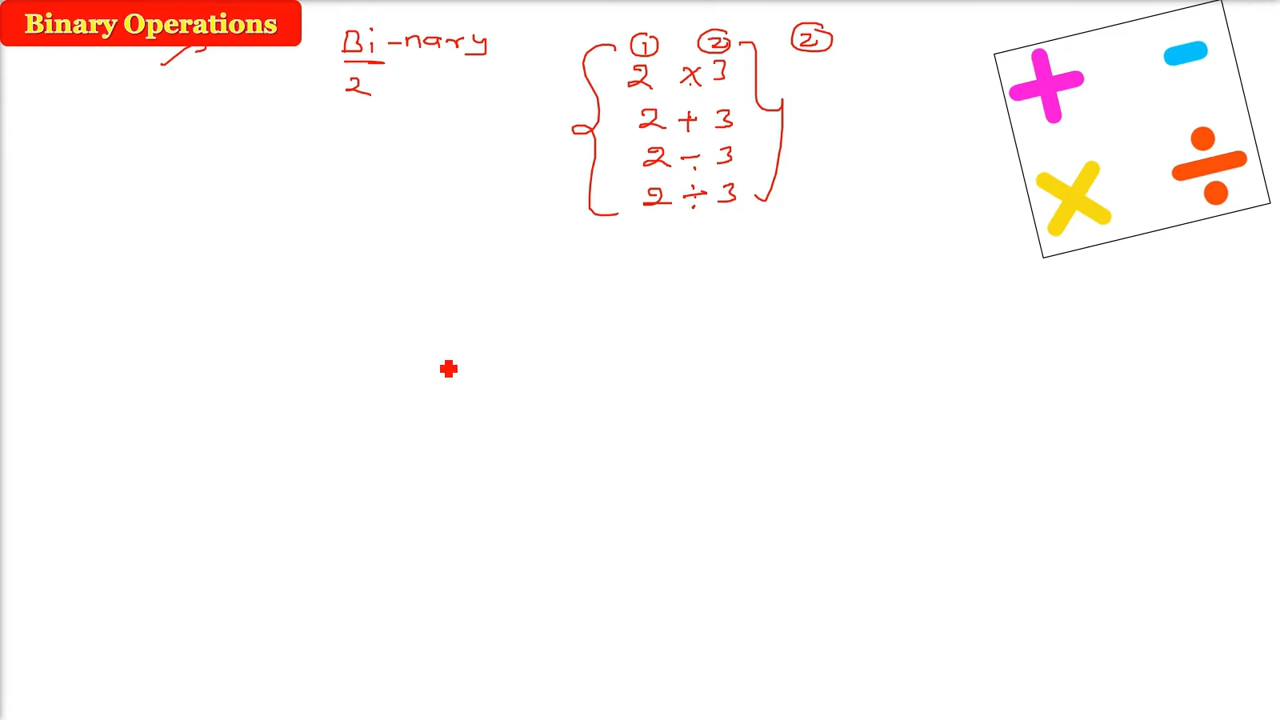 Binary Operations
Bi-nary
2
① ② ②
2 × 3
2 + 3
2 - 3
2 ÷ 3